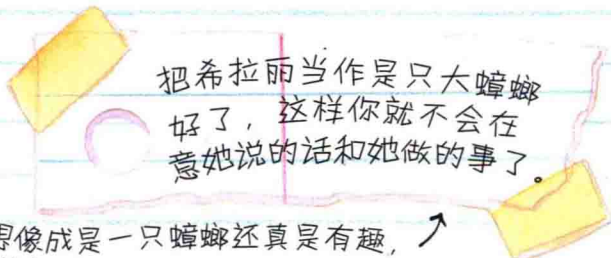 把希拉丽当作是只大蟑螂
好了，这样你就不会在
意她说的话和她做的事了。
像成是一只蟑螂还真是有趣，